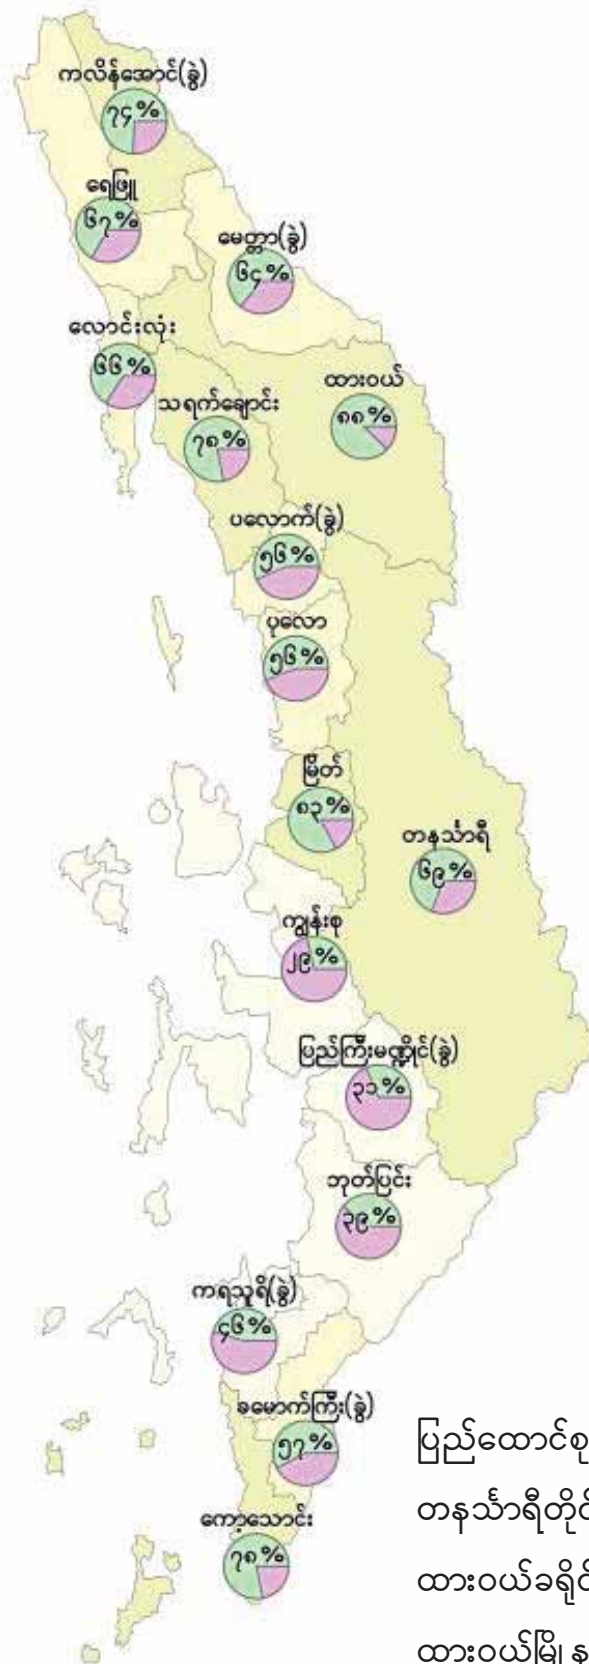 ကလိန်အောင်(ခွဲ)
၇၄%
ရေဖြူ
၆၇%
မေတ္တာ(ခွဲ)
၆၄%
လောင်းလုံး
၆၆%
ထားဝယ်
၈၈%
သရက်ချောင်း
၇၈%
ပလောက်(ခွဲ)
၅၆%
ပုလော
၅၆%
မြိတ်
၈၃%
တနင်္သာရီ
၆၉%
ကျွန်းစု
၂၉%
ပြည်ကြီးမဏ္ဍိုင်(ခွဲ)
၃၁%
ဘုတ်ပြင်း
၃၉%
ကရသူရိ(ခွဲ)
၄၆%
ခမောက်ကြီး(ခွဲ)
၅၇%
ကော့သောင်း
၇၈%
ပြည်ထောင်စု
တနင်္သာရီတိုင်
ထားဝယ်ခရိုင်
ထားဝယ်မြို့န